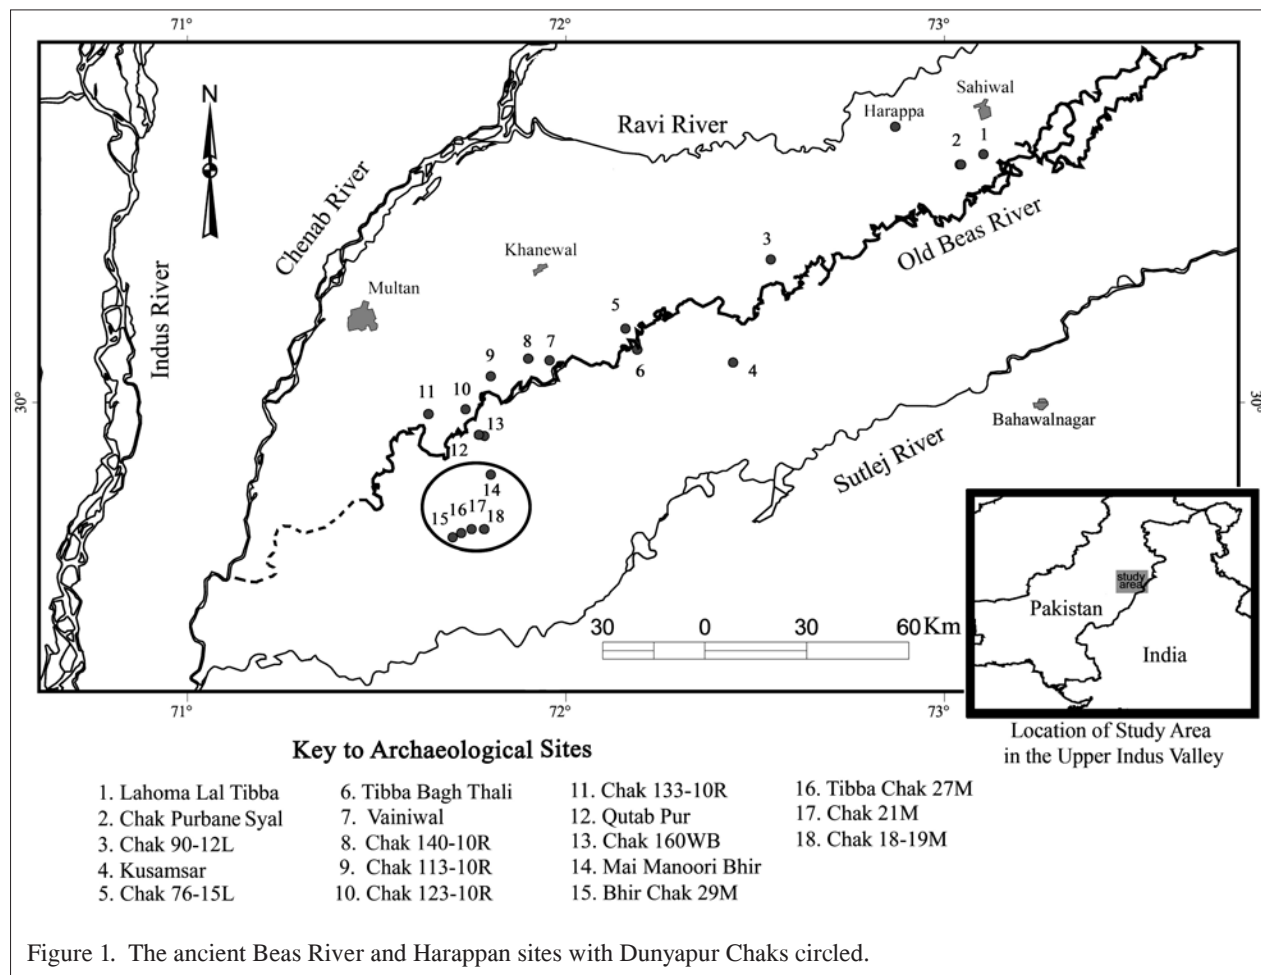 71°
72°
73°
N
Ravi River
Harappa
Sahiwal
2
1
Chenab River
Old Beas River
Khanewal
3
Indus River
Multan
5
8
7
9
6
4
30°
11
10
30°
13
12
Bahawalnagar
Sutlej River
14
17
16
15
18
study
area
Pakistan
India
30
0
30
60 Km
71°
72°
73°
Location of Study Area
in the Upper Indus Valley
Key to Archaeological Sites
1. Lahoma Lal Tibba
2. Chak Purbane Syal
3. Chak 90-12L
4. Kusamsar
5. Chak 76-15L
6. Tibba Bagh Thali
7. Vainiwal
8. Chak 140-10R
9. Chak 113-10R
10. Chak 123-10R
11. Chak 133-10R
12. Qutab Pur
13. Chak 160WB
14. Mai Manoori Bhir
15. Bhir Chak 29M
16. Tibba Chak 27M
17. Chak 21M
18. Chak 18-19M
Figure 1. The ancient Beas River and Harappan sites with Dunyapur Chaks circled.